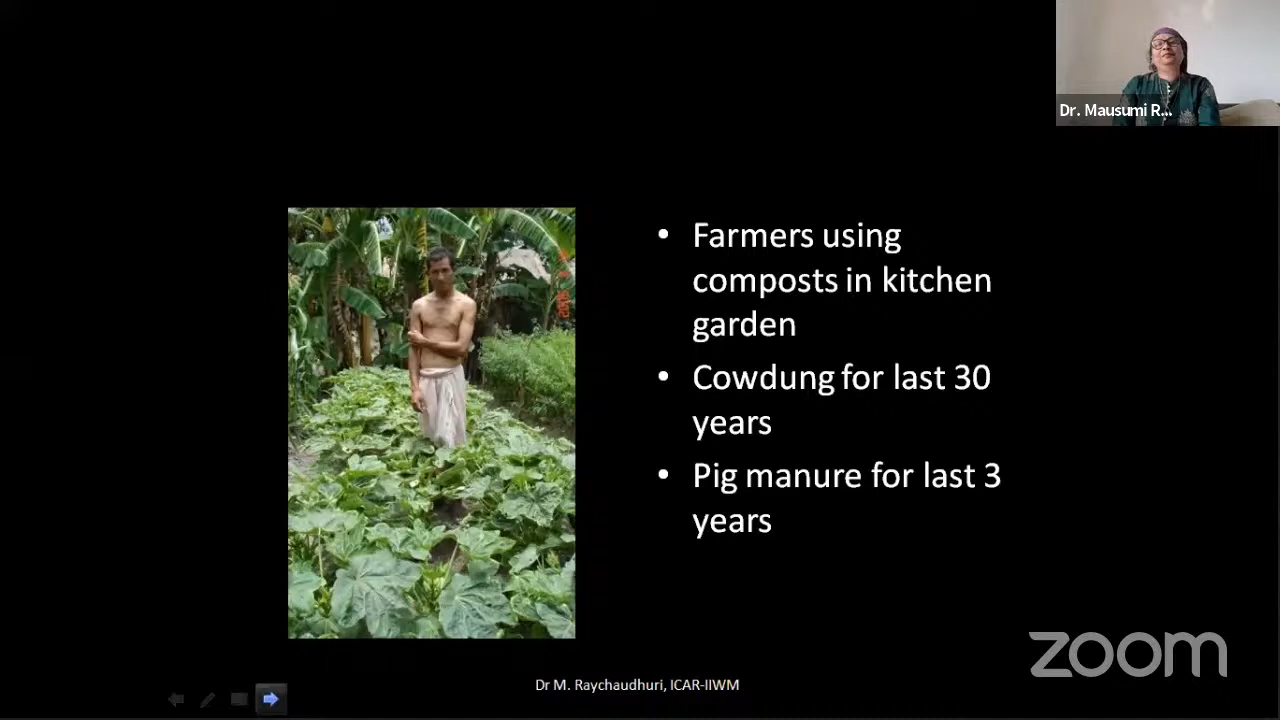 Dr. Mausumi R...
• Farmers using
composts in kitchen
garden
• Cowdung for last 30
years
• Pig manure for last 3
years
zoom
Dr M. Raychaudhuri, ICAR-IIWM